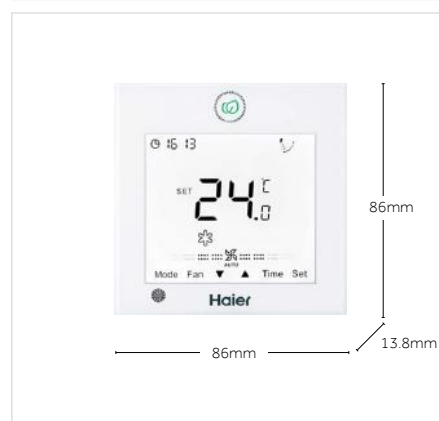 16 13
SET 24.0 °C
AUTO
Mode Fan ▼ ▲ Time Set
Haier
86mm
86mm
13.8mm